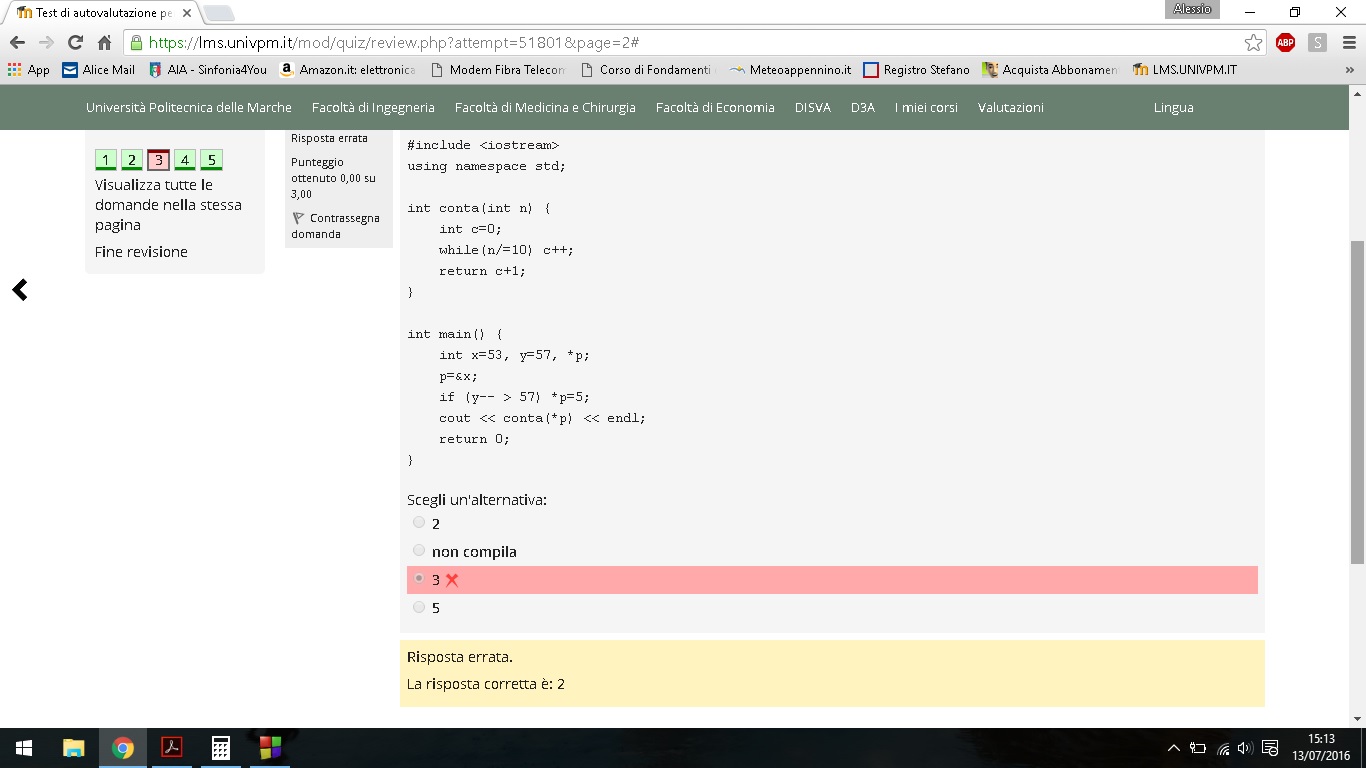 Test di autovalutazione pe
Alessio
https://lms.univpm.it/mod/quiz/review.php?attempt=51801&page=2#
ABP
S
App
Alice Mail
AIA - Sinfonia4You
Amazon.it: elettronica
Modem Fibra Telecom
Corso di Fondamenti
Meteoappennino.it
Registro Stefano
Acquista Abbonamen
LMS.UNIVPM.IT
»
Università Politecnica delle Marche
Facoltà di Ingegneria
Facoltà di Medicina e Chirurgia
Facoltà di Economia
DISVA
D3A
I miei corsi
Valutazioni
Lingua
1 2 3 4 5
Visualizza tutte le
domande nella stessa
pagina
Fine revisione
Risposta errata
Punteggio
ottenuto 0,00 su
3,00
Contrassegna
domanda
#include <iostream>
using namespace std;
int conta(int n) {
int c=0;
while(n/=10) c++;
return c+1;
}
int main() {
int x=53, y=57, *p;
p=&x;
if (y-- > 57) *p=5;
cout << conta(*p) << endl;
return 0;
}
Scegli un'alternativa:
2
non compila
3
5
Risposta errata.
La risposta corretta è: 2
15:13
13/07/2016